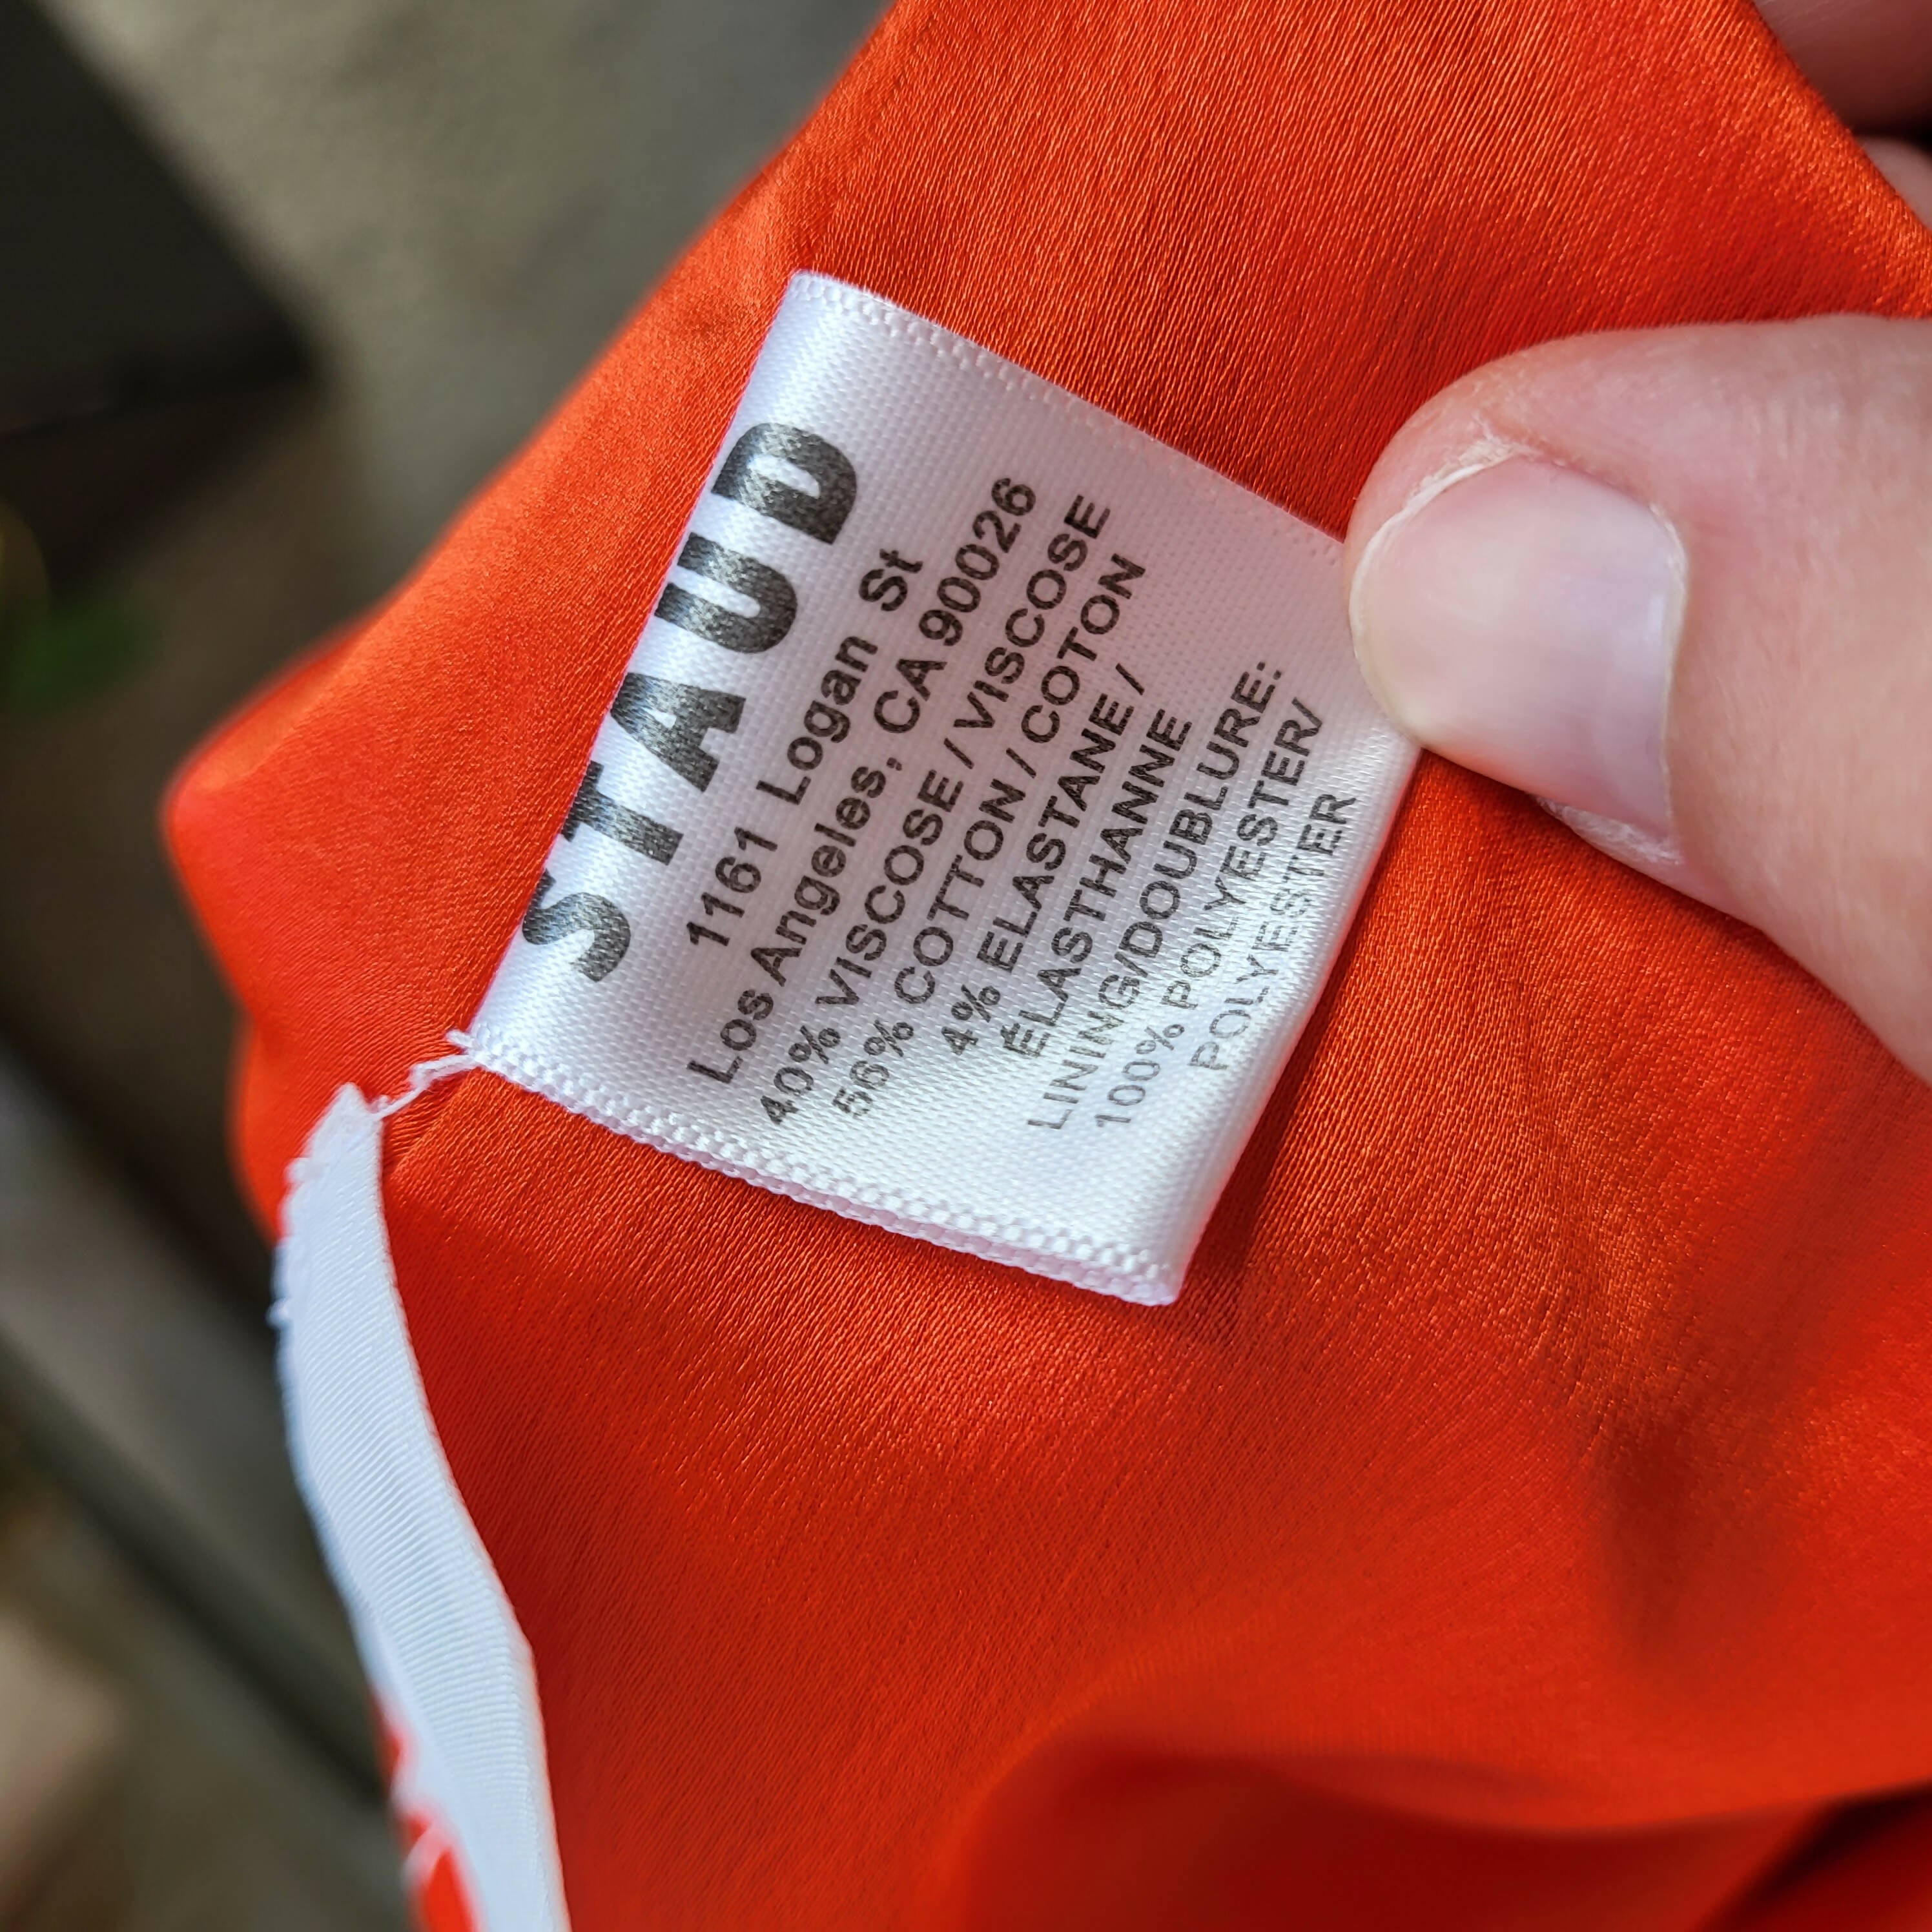 STAUD
1161 Logan St
Los Angeles, CA 90026
40% VISCOSE / VISCOSE
56% COTTON / COTON
4% ELASTANE /
ÉLASTHANNE
LINING/DOUBLURE:
100% POLYESTER/
POLYESTER